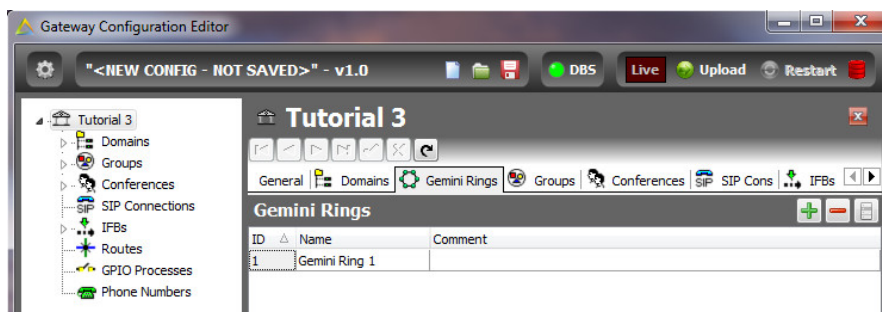 Gateway Configuration Editor
"<NEW CONFIG - NOT SAVED>" - v1.0 DBS Live Upload Restart
Tutorial 3
Domains
Groups
Conferences
SIP SIP Connections
IFBs
Routes
GPIO Processes
Phone Numbers
Tutorial 3
General Domains Gemini Rings Groups Conferences SIP SIP Cons IFBs
Gemini Rings
ID Name Comment
1 Gemini Ring 1